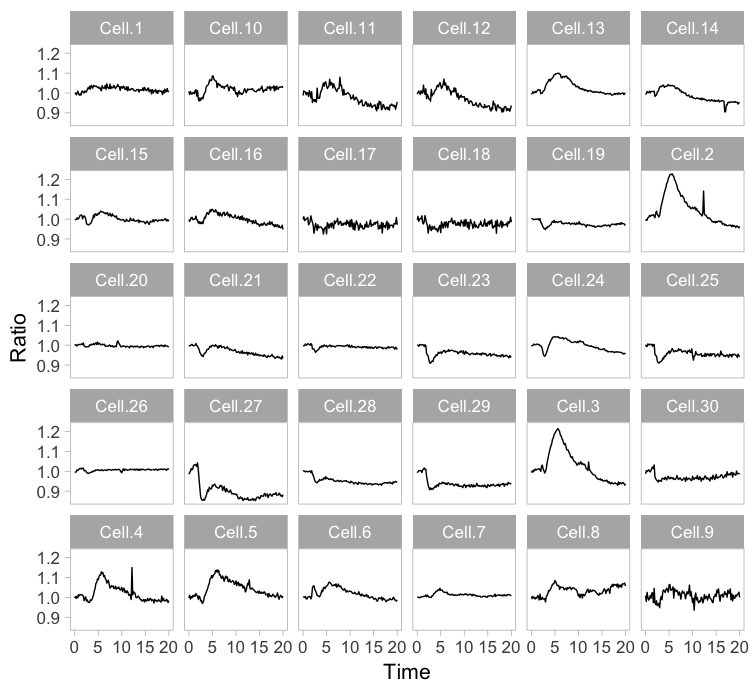 Cell.1 Cell.10 Cell.11 Cell.12 Cell.13 Cell.14
1.2
1.1
1.0
0.9
Cell.15 Cell.16 Cell.17 Cell.18 Cell.19 Cell.2
1.2
1.1
1.0
0.9
Cell.20 Cell.21 Cell.22 Cell.23 Cell.24 Cell.25
1.2
1.1
1.0
0.9
Ratio
Cell.26 Cell.27 Cell.28 Cell.29 Cell.3 Cell.30
1.2
1.1
1.0
0.9
Cell.4 Cell.5 Cell.6 Cell.7 Cell.8 Cell.9
1.2
1.1
1.0
0.9
0 5 10 15 20 0 5 10 15 20 0 5 10 15 20 0 5 10 15 20 0 5 10 15 20 0 5 10 15 20
Time